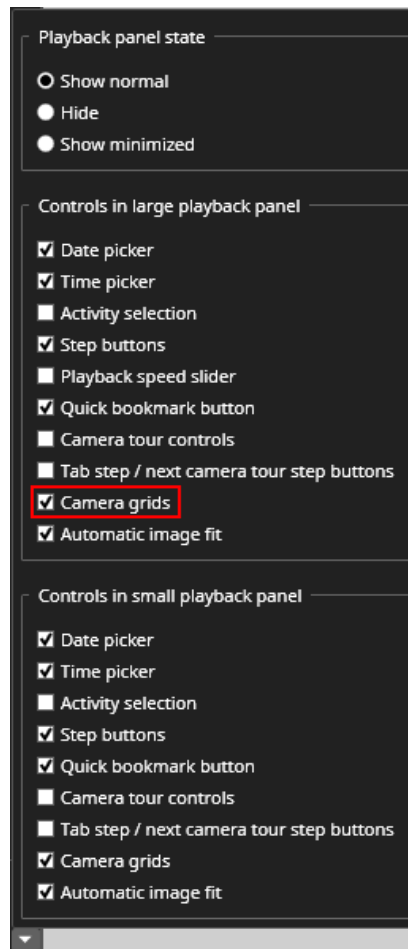 Playback panel state
Show normal
Hide
Show minimized
Controls in large playback panel
Date picker
Time picker
Activity selection
Step buttons
Playback speed slider
Quick bookmark button
Camera tour controls
Tab step / next camera tour step buttons
Camera grids
Automatic image fit
Controls in small playback panel
Date picker
Time picker
Activity selection
Step buttons
Quick bookmark button
Camera tour controls
Tab step / next camera tour step buttons
Camera grids
Automatic image fit